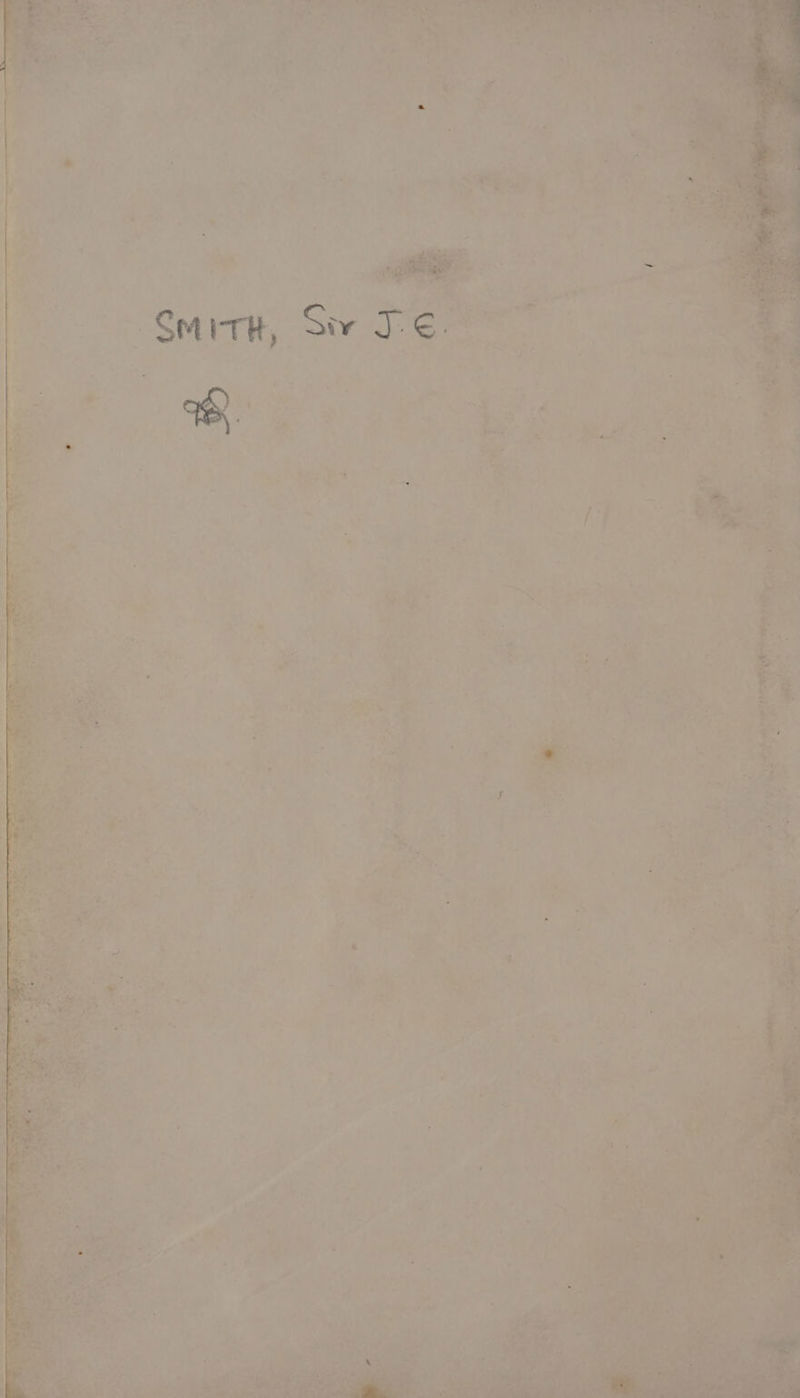 SMITH, Sir J. E.